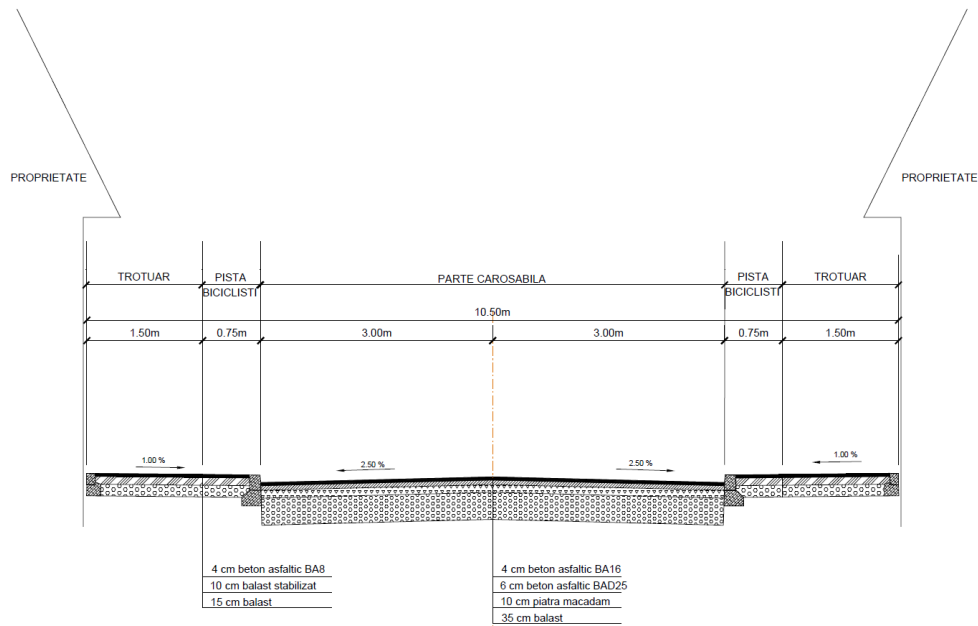 PROPRIETATE
PROPRIETATE
TROTUAR
PISTA
BICICLISTI
PARTE CAROSABILA
PISTA
BICICLISTI
TROTUAR
10.50m
1.50m
0.75m
3.00m
3.00m
0.75m
1.50m
1.00 %
2.50 %
2.50 %
1.00 %
4 cm beton asfaltic BA8
10 cm balast stabilizat
15 cm balast
4 cm beton asfaltic BA16
6 cm beton asfaltic BAD25
10 cm piatra macadam
35 cm balast